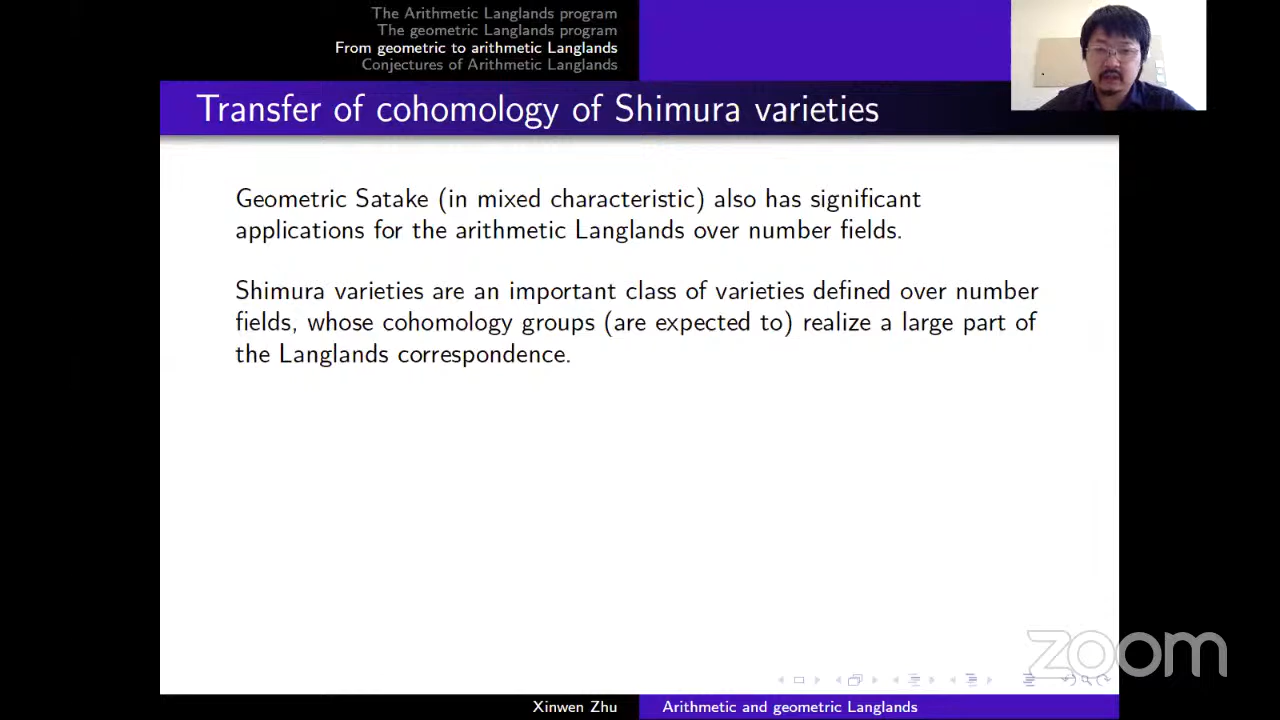 The Arithmetic Langlands program
The geometric Langlands program
From geometric to arithmetic Langlands
Conjectures of Arithmetic Langlands
Transfer of cohomology of Shimura varieties
Geometric Satake (in mixed characteristic) also has significant
applications for the arithmetic Langlands over number fields.
Shimura varieties are an important class of varieties defined over number
fields, whose cohomology groups (are expected to) realize a large part of
the Langlands correspondence.
zoom
Xinwen Zhu
Arithmetic and geometric Langlands